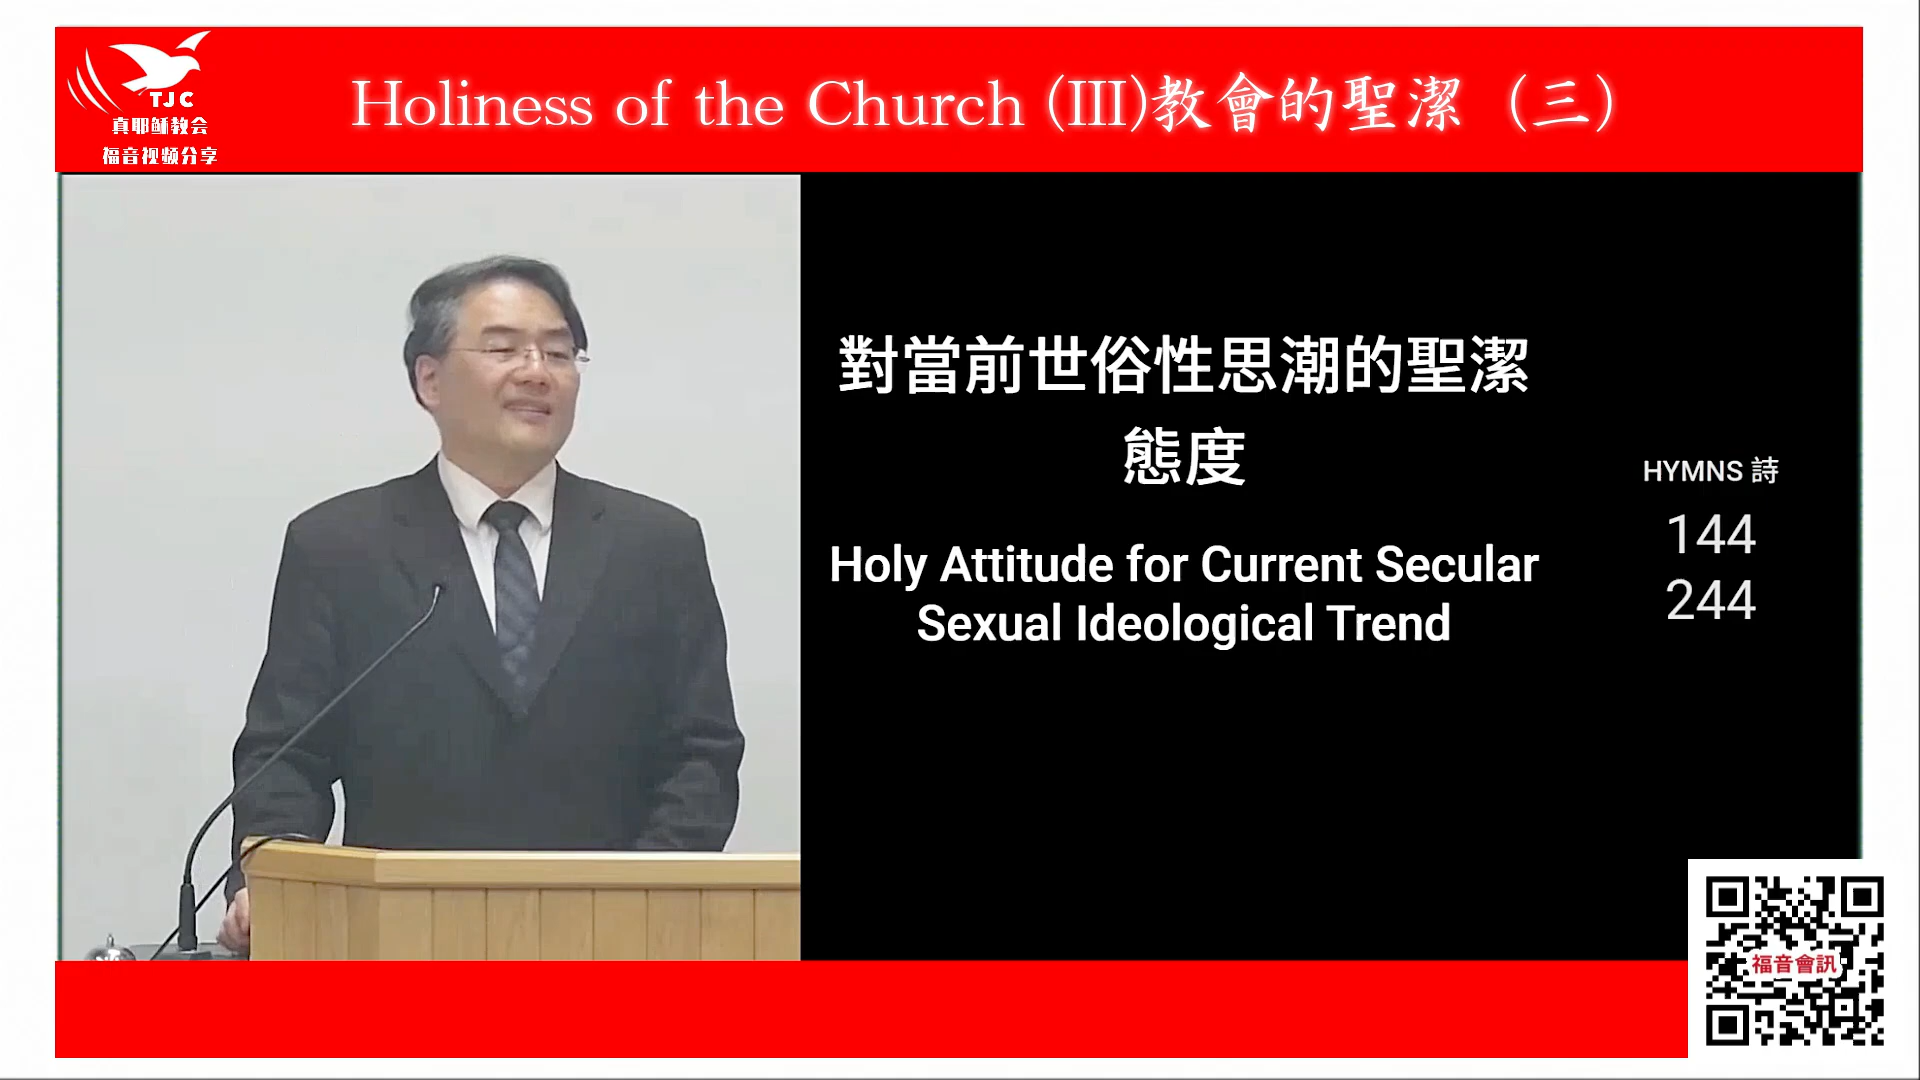 TJC
真耶稣教会
福音视频分享
Holiness of the Church (III)教會的聖潔（三）
對當前世俗性思潮的聖潔
態度
Holy Attitude for Current Secular
Sexual Ideological Trend
HYMNS 詩
144
244
福音會訊